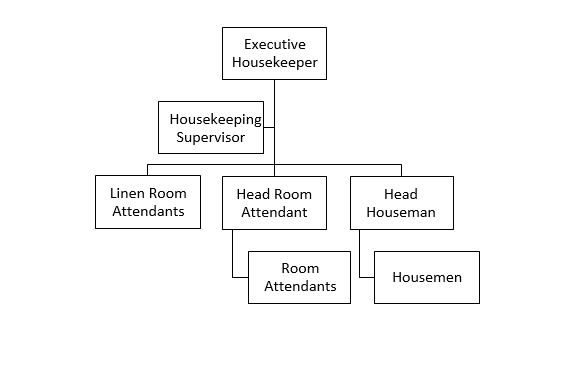 Executive
Housekeeper
Housekeeping
Supervisor
Linen Room
Attendants
Head Room
Attendant
Head
Houseman
Room
Attendants
Housemen